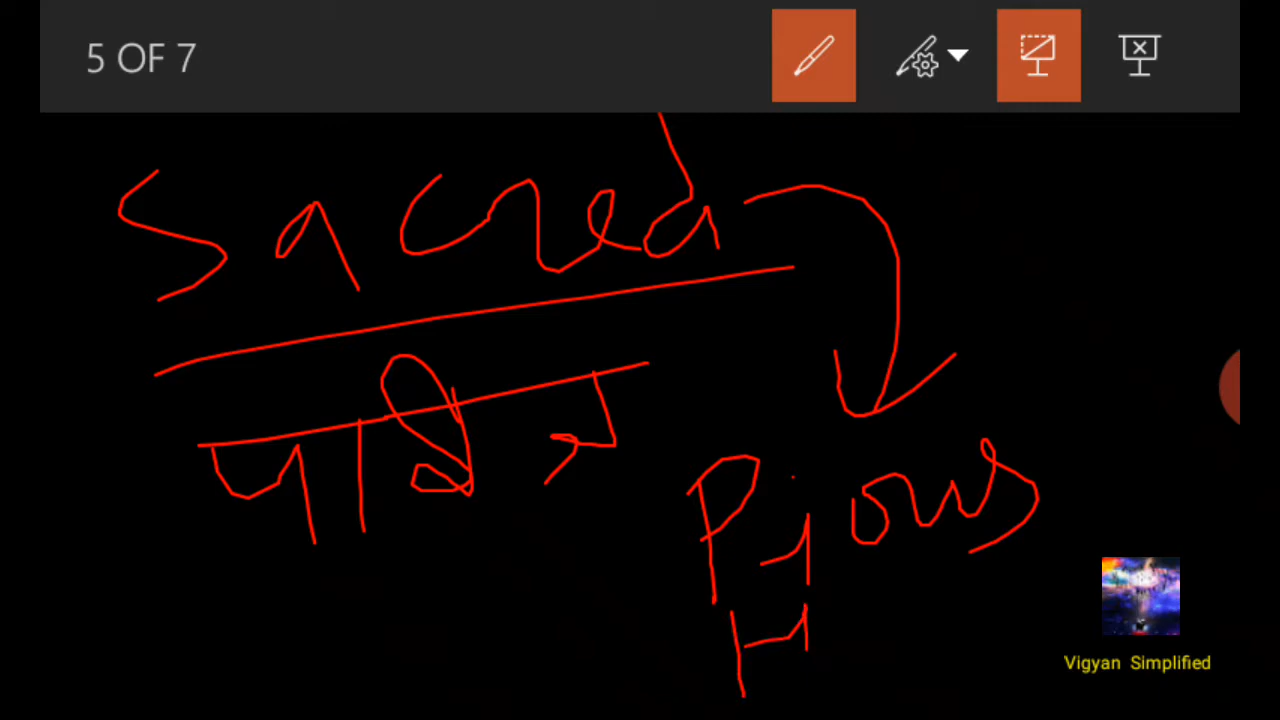 5 OF 7
Sacred
पवित्र
Pious
H
Vigyan Simplified